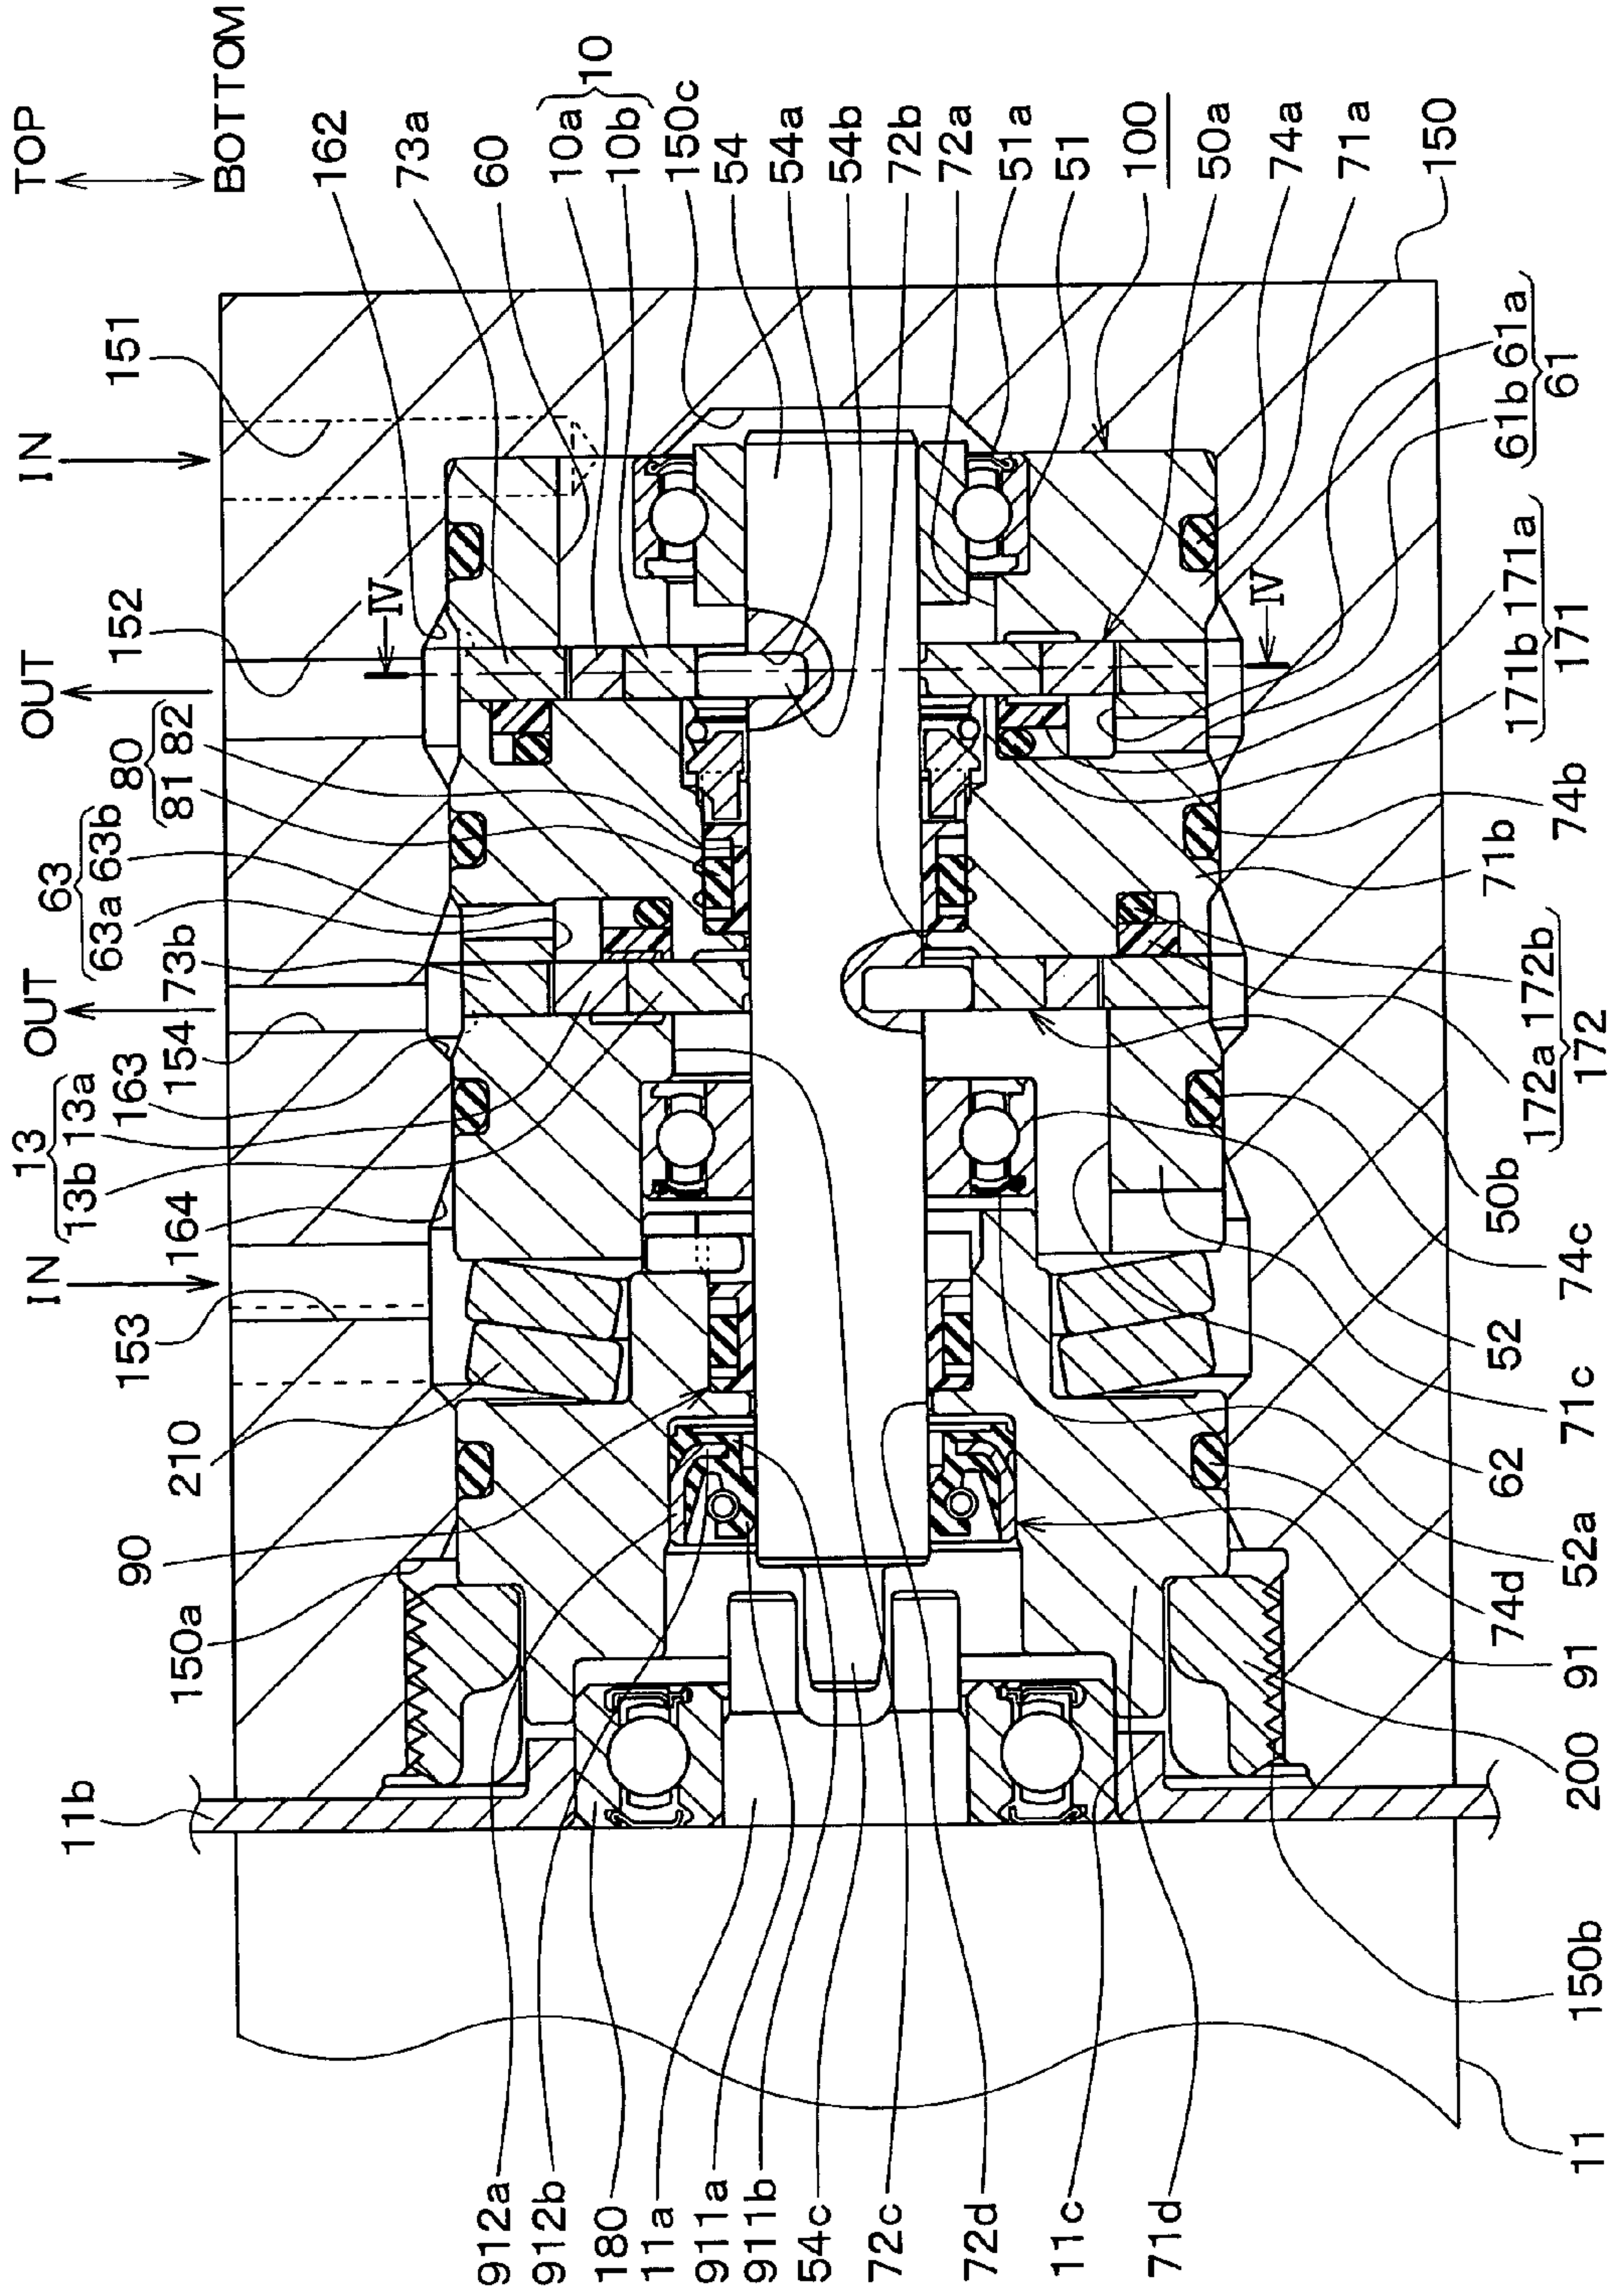 TOP
BOTTOM
IN
OUT
OUT
IN
151
152
154
153
162
73a
60
10a
10b
10
150c
54
54a
54b
72b
72a
51a
51
100
50a
74a
71a
150
IV
IV
80
81 82
63
63a 63b
73b
163
13
13b 13a
164
210
90
150a
11b
61b 61a
61
171b 171a
171
74b
71b
172a 172b
172
50b
74c
52
71c
62
52a
74d
91
200
150b
11
912a
912b
180
11a
911a
911b
54c
72c
72d
11c
71d